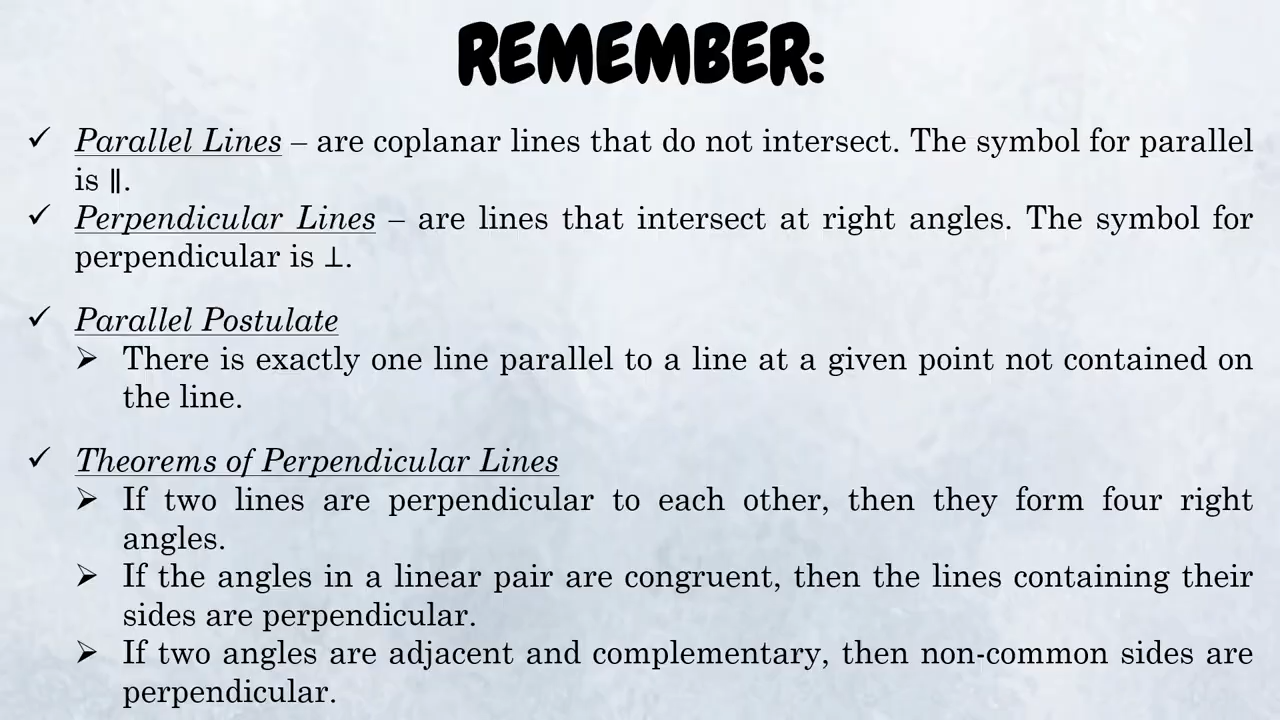 REMEMBER:
✓ Parallel Lines – are coplanar lines that do not intersect. The symbol for parallel
is ∥.
✓ Perpendicular Lines – are lines that intersect at right angles. The symbol for
perpendicular is ⊥.
✓ Parallel Postulate
➢ There is exactly one line parallel to a line at a given point not contained on
the line.
✓ Theorems of Perpendicular Lines
➢ If two lines are perpendicular to each other, then they form four right
angles.
➢ If the angles in a linear pair are congruent, then the lines containing their
sides are perpendicular.
➢ If two angles are adjacent and complementary, then non-common sides are
perpendicular.